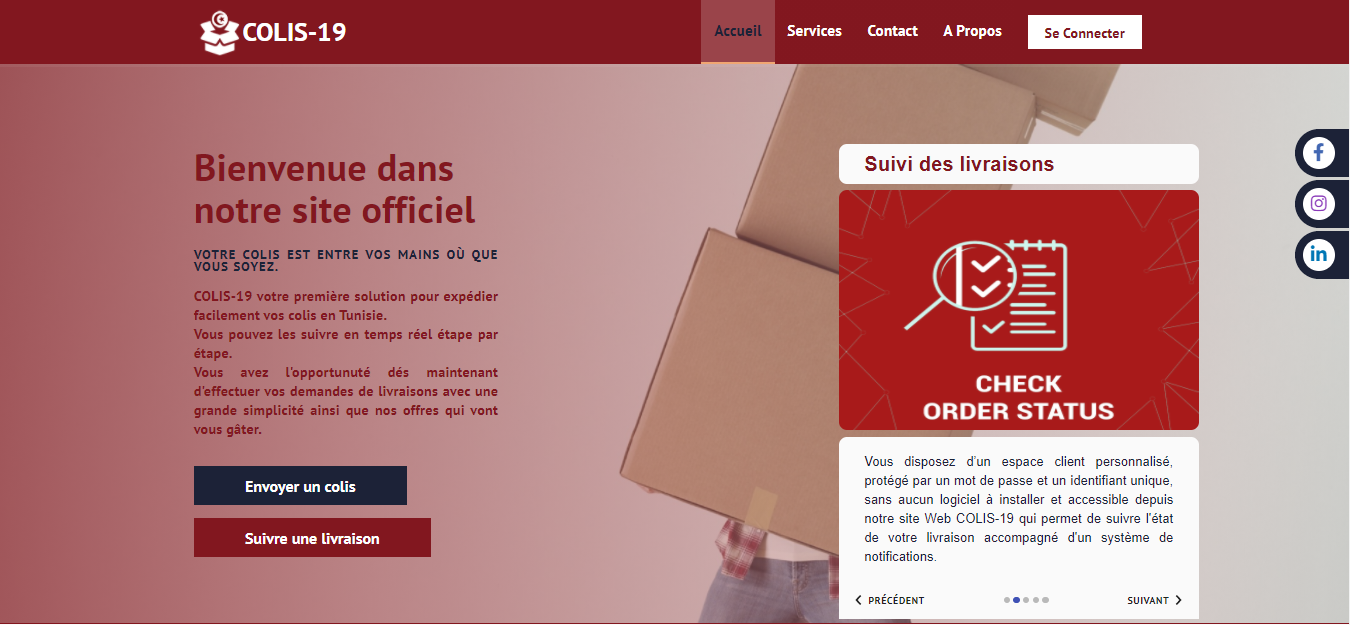 COLIS-19
Accueil
Services
Contact
A Propos
Se Connecter
Bienvenue dans
notre site officiel
VOTRE COLIS EST ENTRE VOS MAINS OÙ QUE
VOUS SOYEZ.
COLIS-19 votre première solution pour expédier
facilement vos colis en Tunisie.
Vous pouvez les suivre en temps réel étape par
étape.
Vous avez l'opportunuté dés maintenant
d'effectuer vos demandes de livraisons avec une
grande simplicité ainsi que nos offres qui vont
vous gâter.
Envoyer un colis
Suivre une livraison
Suivi des livraisons
CHECK
ORDER STATUS
Vous disposez d’un espace client personnalisé,
protégé par un mot de passe et un identifiant unique,
sans aucun logiciel à installer et accessible depuis
notre site Web COLIS-19 qui permet de suivre l'état
de votre livraison accompagné d'un système de
notifications.
PRÉCÉDENT
SUIVANT
f
in